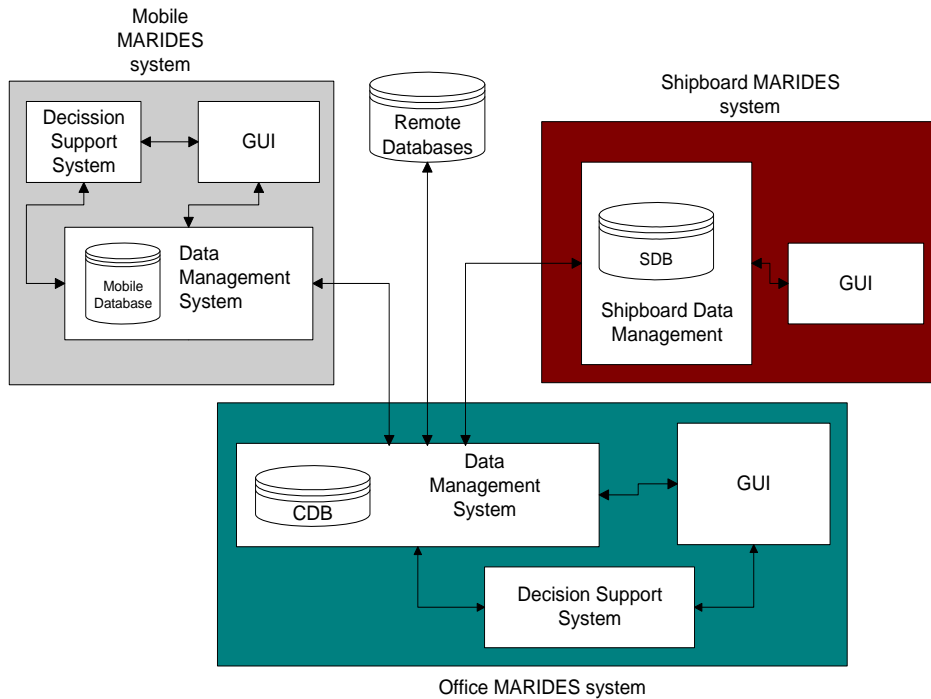 Mobile
MARIDES
system
Decission
Support
System
GUI
Data
Management
System
Mobile
Database
Remote
Databases
Shipboard MARIDES
system
SDB
Shipboard Data
Management
GUI
Data
Management
System
CDB
GUI
Decision Support
System
Office MARIDES system